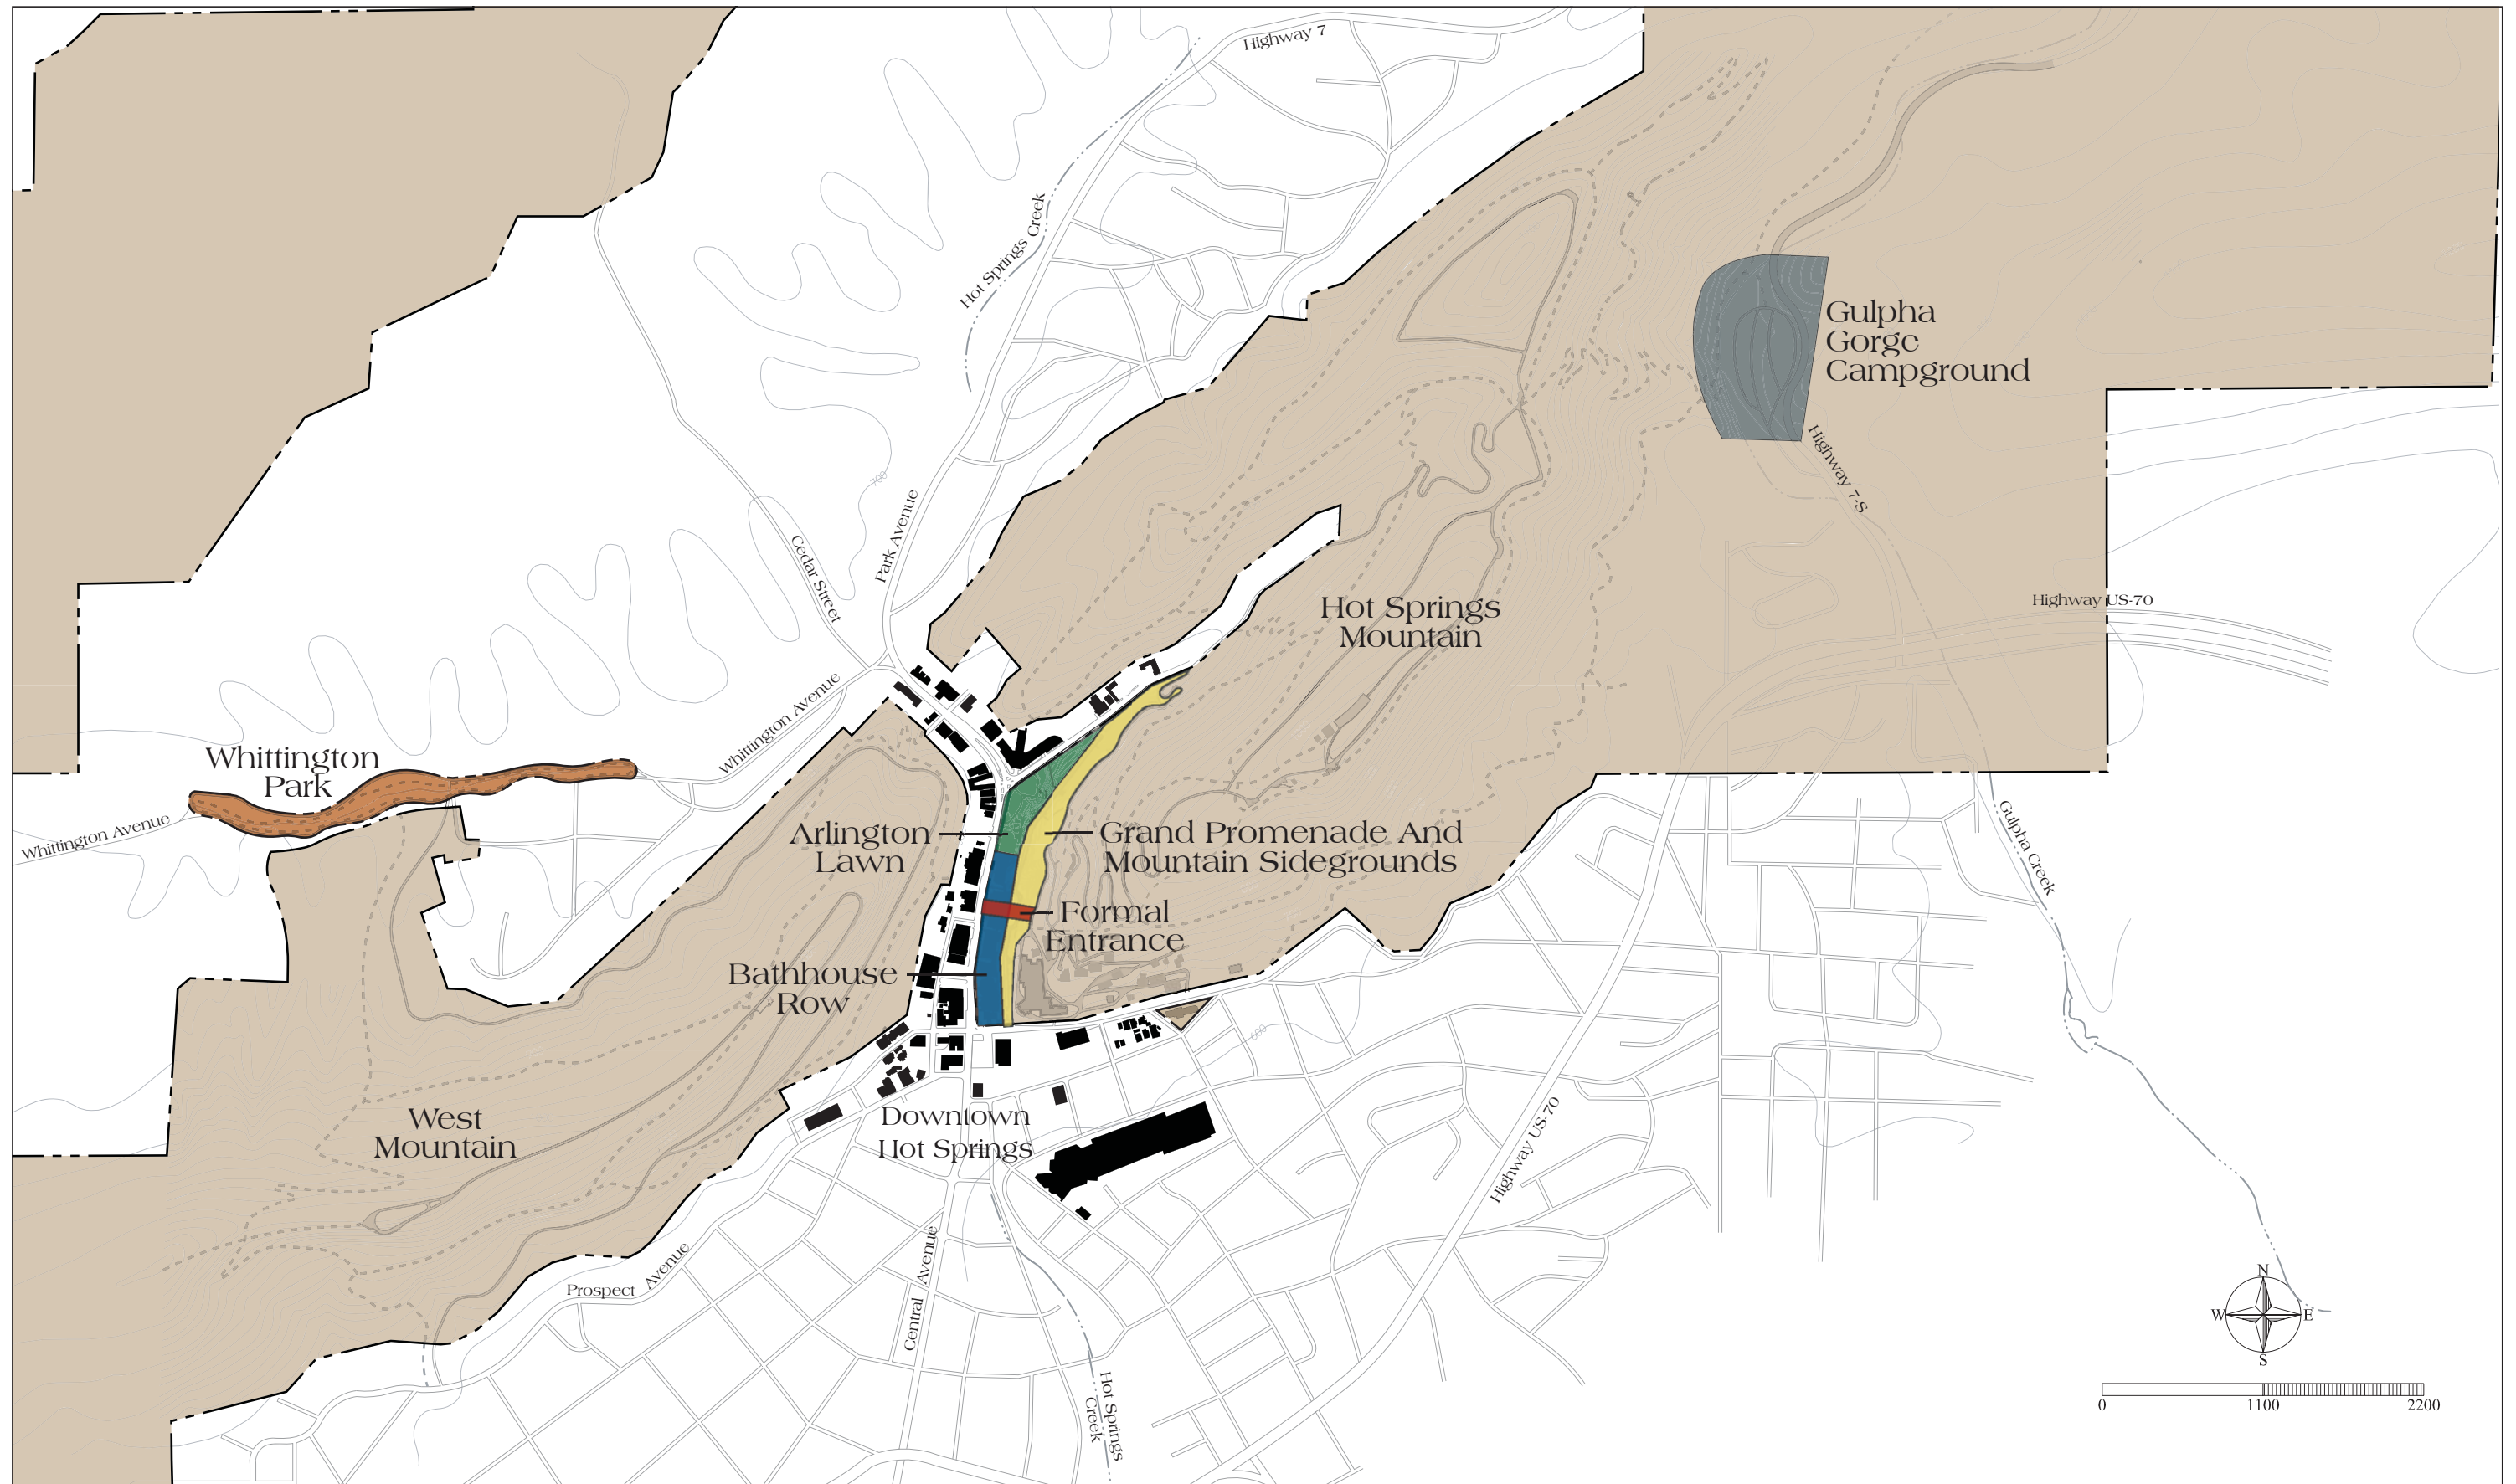 Highway 7
Hot Springs Creek
Gulpha
Gorge
Campground
Highway 7-S
700
Park Avenue
Cedar Street
Highway US-70
Hot Springs
Mountain
Whittington Avenue
Whittington
Park
Whittington Avenue
Arlington
Lawn
Grand Promenade And
Mountain Sidegrounds
Gulpha Creek
Formal
Entrance
Bathhouse
Row
600
West
Mountain
Downtown
Hot Springs
Highway US-70
Prospect Avenue
Central Avenue
Hot Springs
Creek
N
W E
S
0 1100 2200